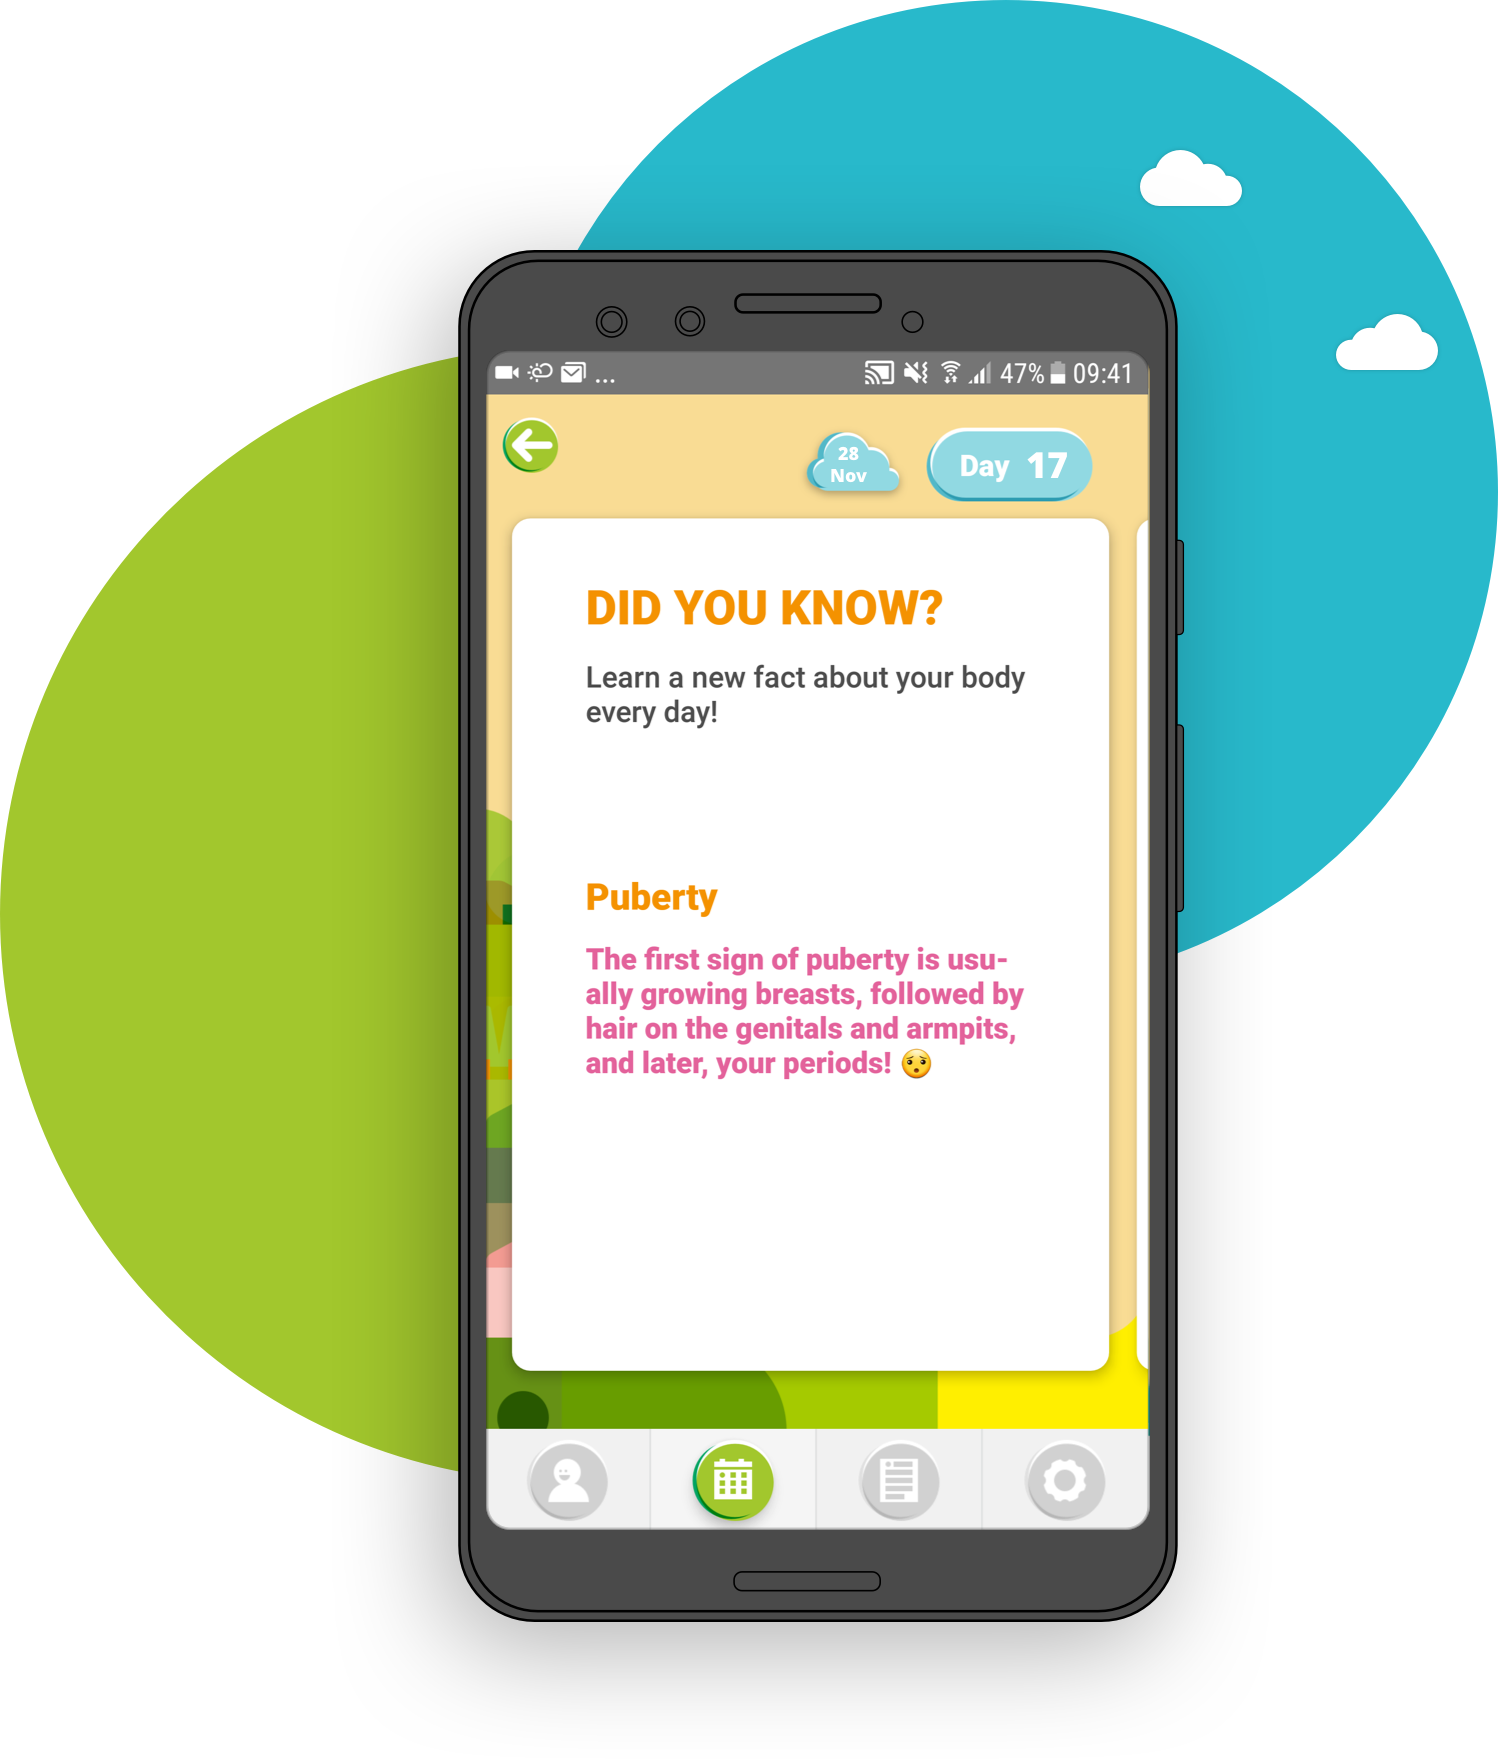 ... 47% 09:41
28
Nov
Day 17
DID YOU KNOW?
Learn a new fact about your body
every day!
Puberty
The first sign of puberty is usu-
ally growing breasts, followed by
hair on the genitals and armpits,
and later, your periods! 😯